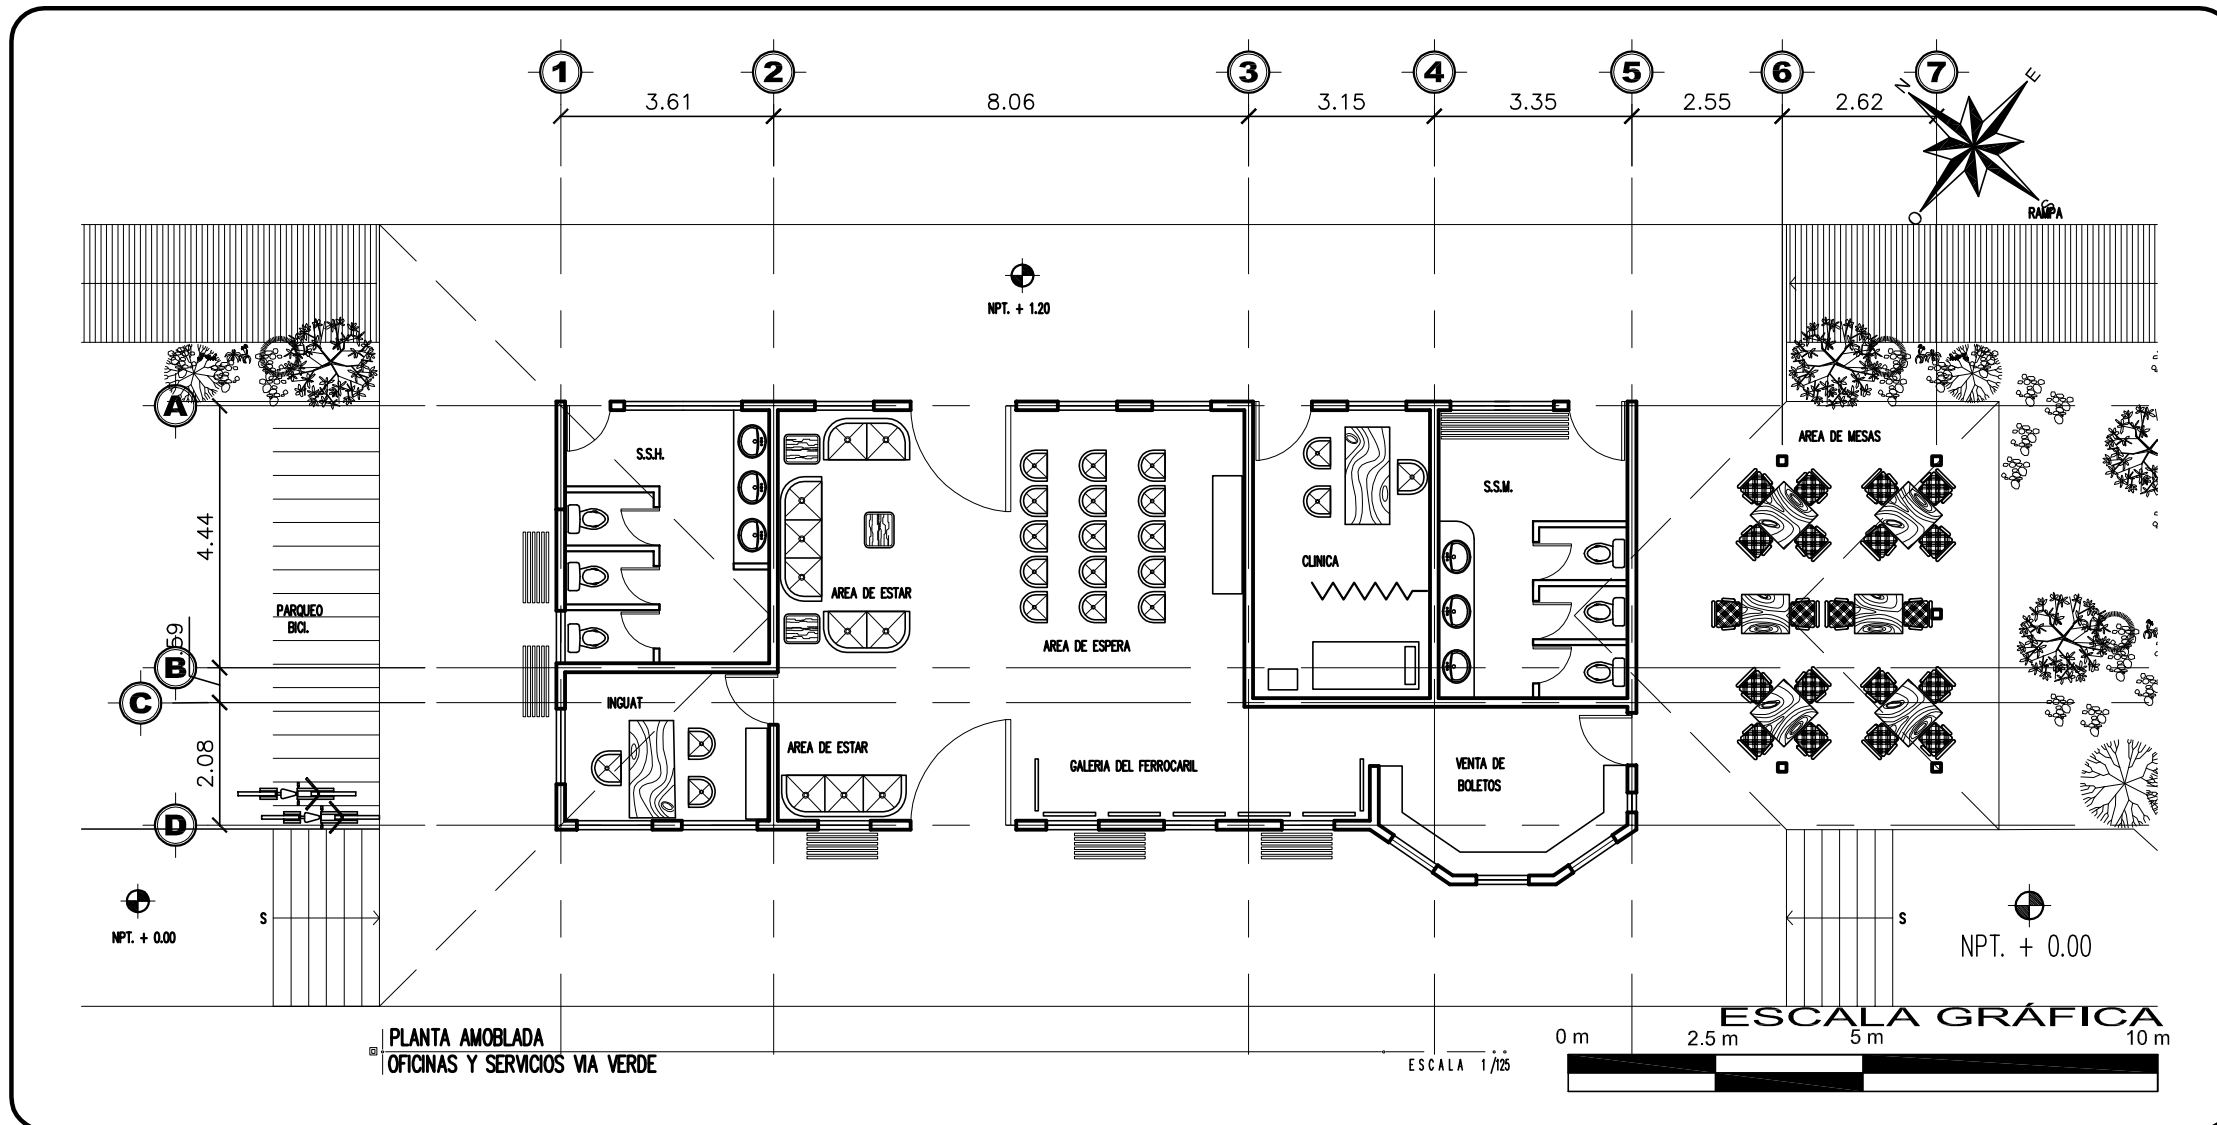 1 2 3 4 5 6 7
3.61 8.06 3.15 3.35 2.55 2.62
N E
O S
RAMPA
NPT. + 1.20
A
AREA DE MESAS
S.S.H.
S.S.M.
4.44
CLINICA
AREA DE ESTAR
PARQUEO
BICI.
.59
AREA DE ESPERA
B
C
INGUAT
2.08
AREA DE ESTAR
GALERIA DEL FERROCARIL
VENTA DE
BOLETOS
D
S
S
NPT. + 0.00
NPT. + 0.00
ESCALA GRÁFICA
PLANTA AMOBLADA
OFICINAS Y SERVICIOS VIA VERDE
ESCALA 1/125
0 m 2.5 m 5 m 10 m